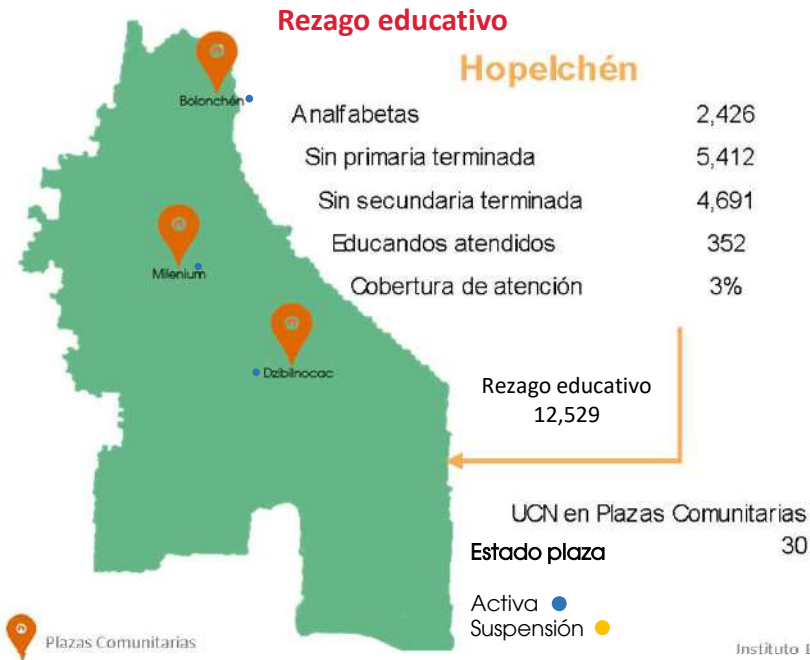 Rezago educativo
Hopelchén
Analfabetas 2,426
Sin primaria terminada 5,412
Sin secundaria terminada 4,691
Educandos atendidos 352
Cobertura de atención 3%
Bolonchén
Milenium
Dzibilnocac
Rezago educativo
12,529
UCN en Plazas Comunitarias
30
Estado plaza
Activa
Suspensión
Plazas Comunitarias
Instituto